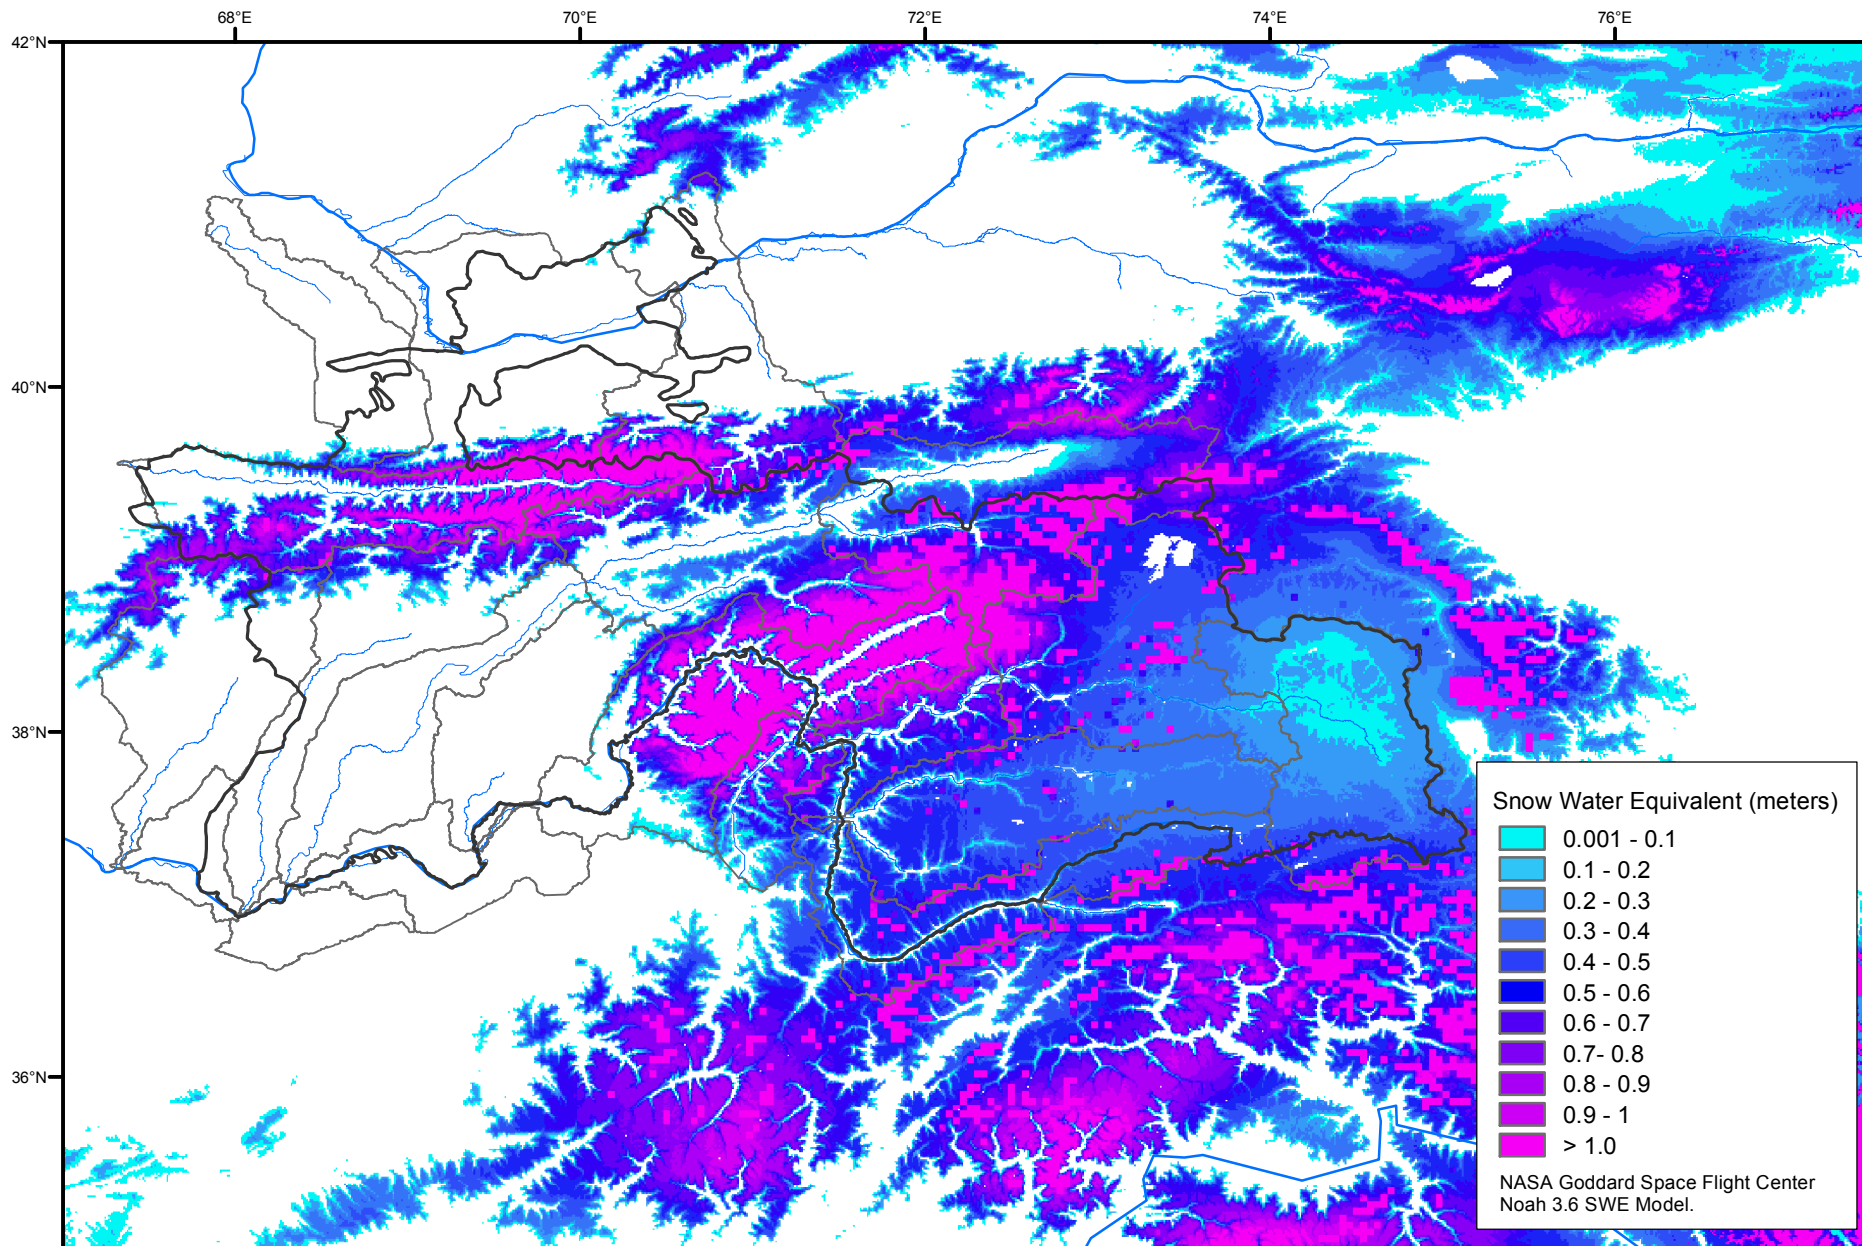 68°E
70°E
72°E
74°E
76°E
42°N
40°N
38°N
36°N
Snow Water Equivalent (meters)
0.001 - 0.1
0.1 - 0.2
0.2 - 0.3
0.3 - 0.4
0.4 - 0.5
0.5 - 0.6
0.6 - 0.7
0.7- 0.8
0.8 - 0.9
0.9 - 1
> 1.0
NASA Goddard Space Flight Center
Noah 3.6 SWE Model.